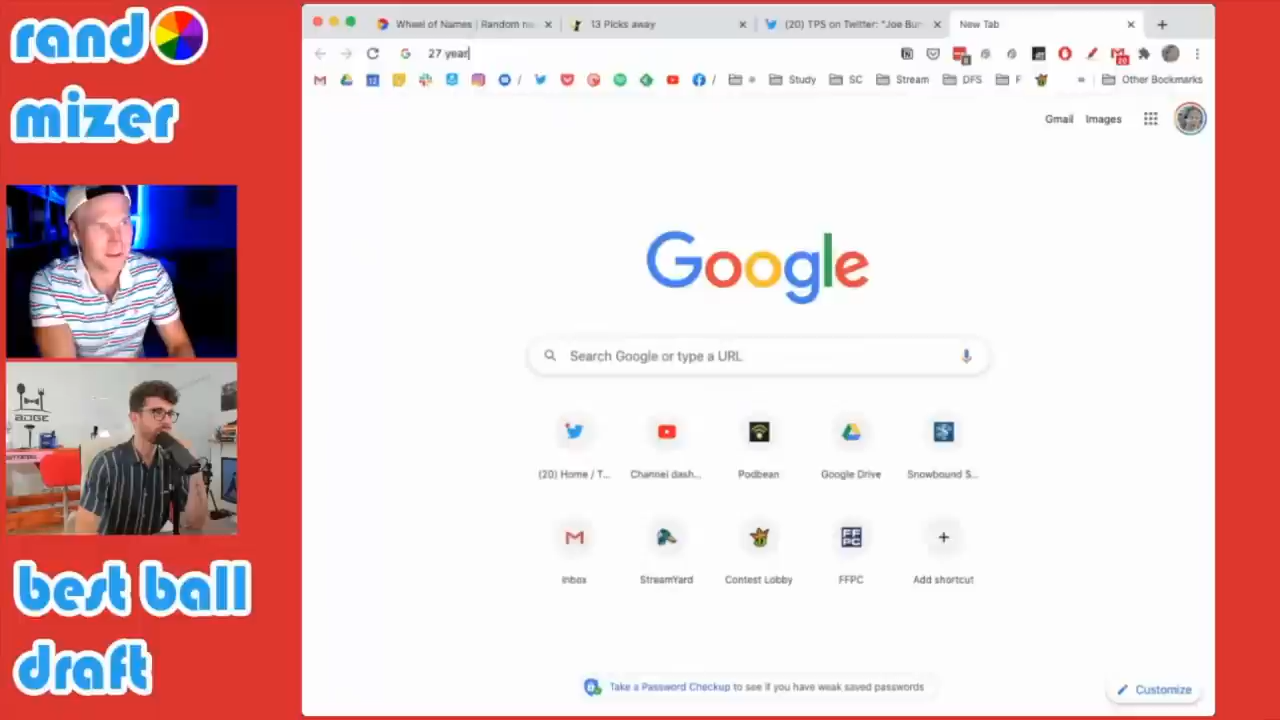 rand
mizer
Wheel of Names | Random na
13 Picks away
(20) TPS on Twitter: "Joe Bur
New Tab
27 year
/
/
Study
SC
Stream
DFS
F
»
Other Bookmarks
Gmail
Images
Google
Search Google or type a URL
(20) Home / T...
Channel dash...
Podbean
Google Drive
Snowbound S...
Inbox
StreamYard
Contest Lobby
FFPC
Add shortcut
Take a Password Checkup to see if you have weak saved passwords
Customize
BDGE
best ball
draft